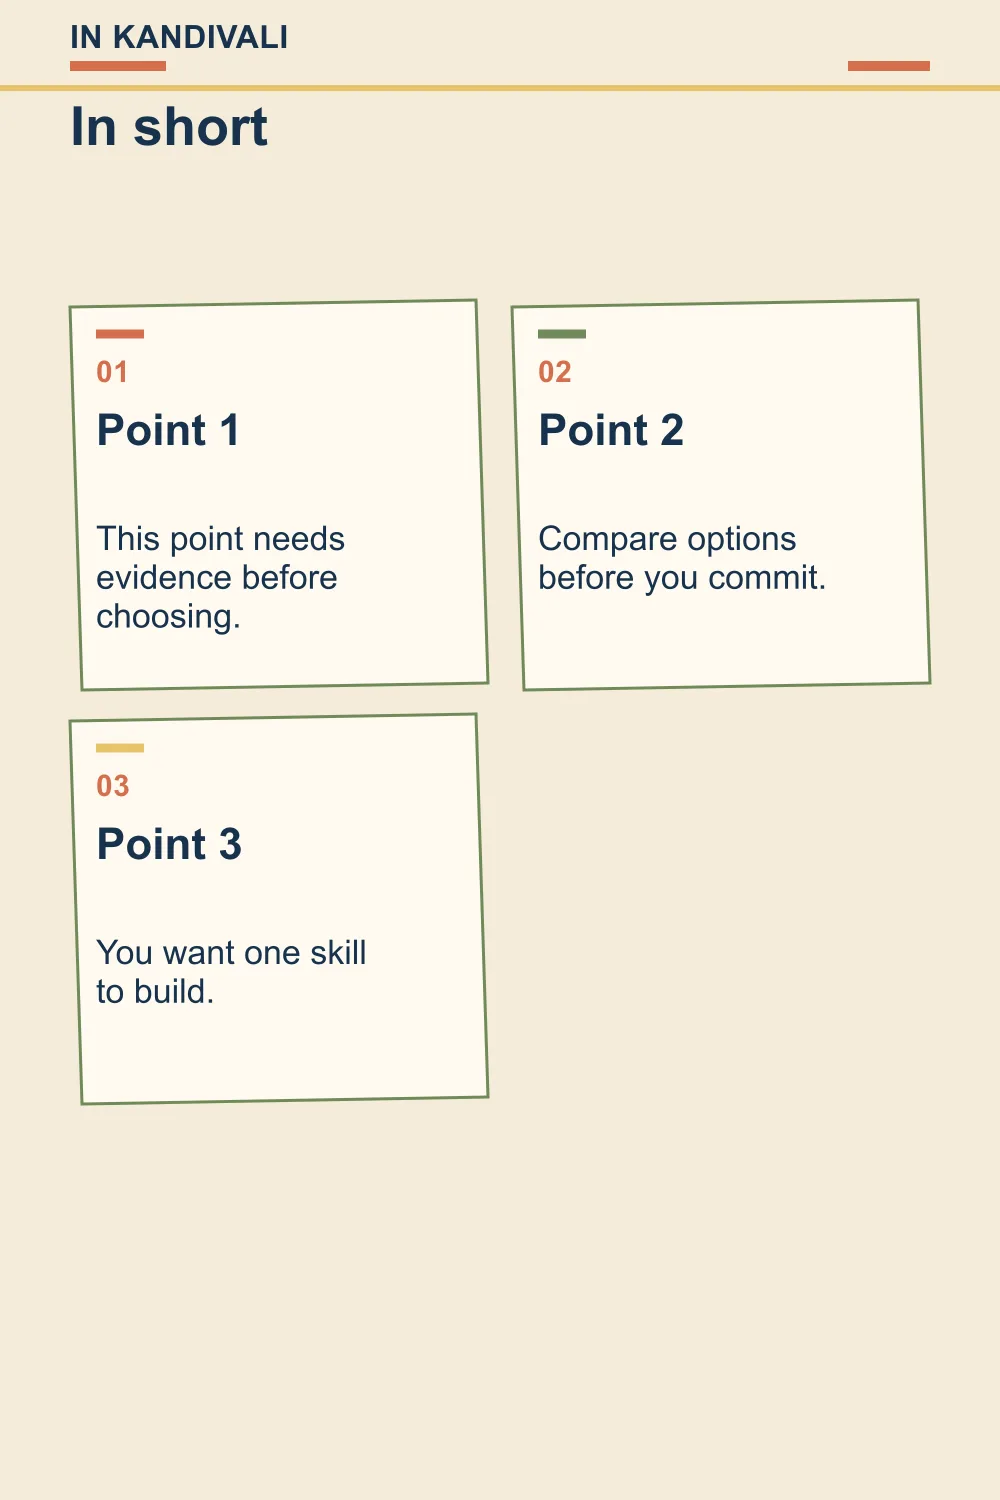 IN KANDIVALI
In short
01
Point 1
This point needs
evidence before
choosing.
02
Point 2
Compare options
before you commit.
03
Point 3
You want one skill
to build.